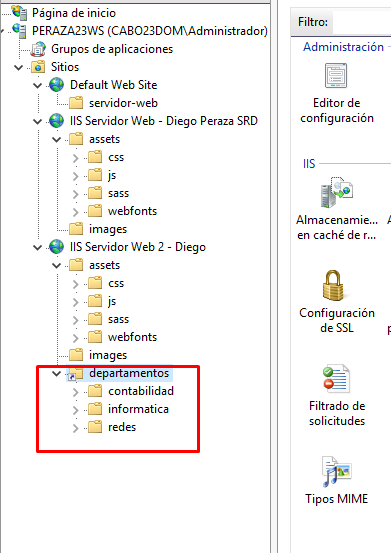 Página de inicio
PERAZA23WS (CABO23DOM\Administrador)
Grupos de aplicaciones
Sitios
Default Web Site
servidor-web
IIS Servidor Web - Diego Peraza SRD
assets
css
js
sass
webfonts
images
IIS Servidor Web 2 - Diego
assets
css
js
sass
webfonts
images
departamentos
contabilidad
informatica
redes
Filtro:
Administración
Editor de
configuración
IIS
Almacenamie...
en caché de r...
Configuración
de SSL
Filtrado de
solicitudes
Tipos MIME